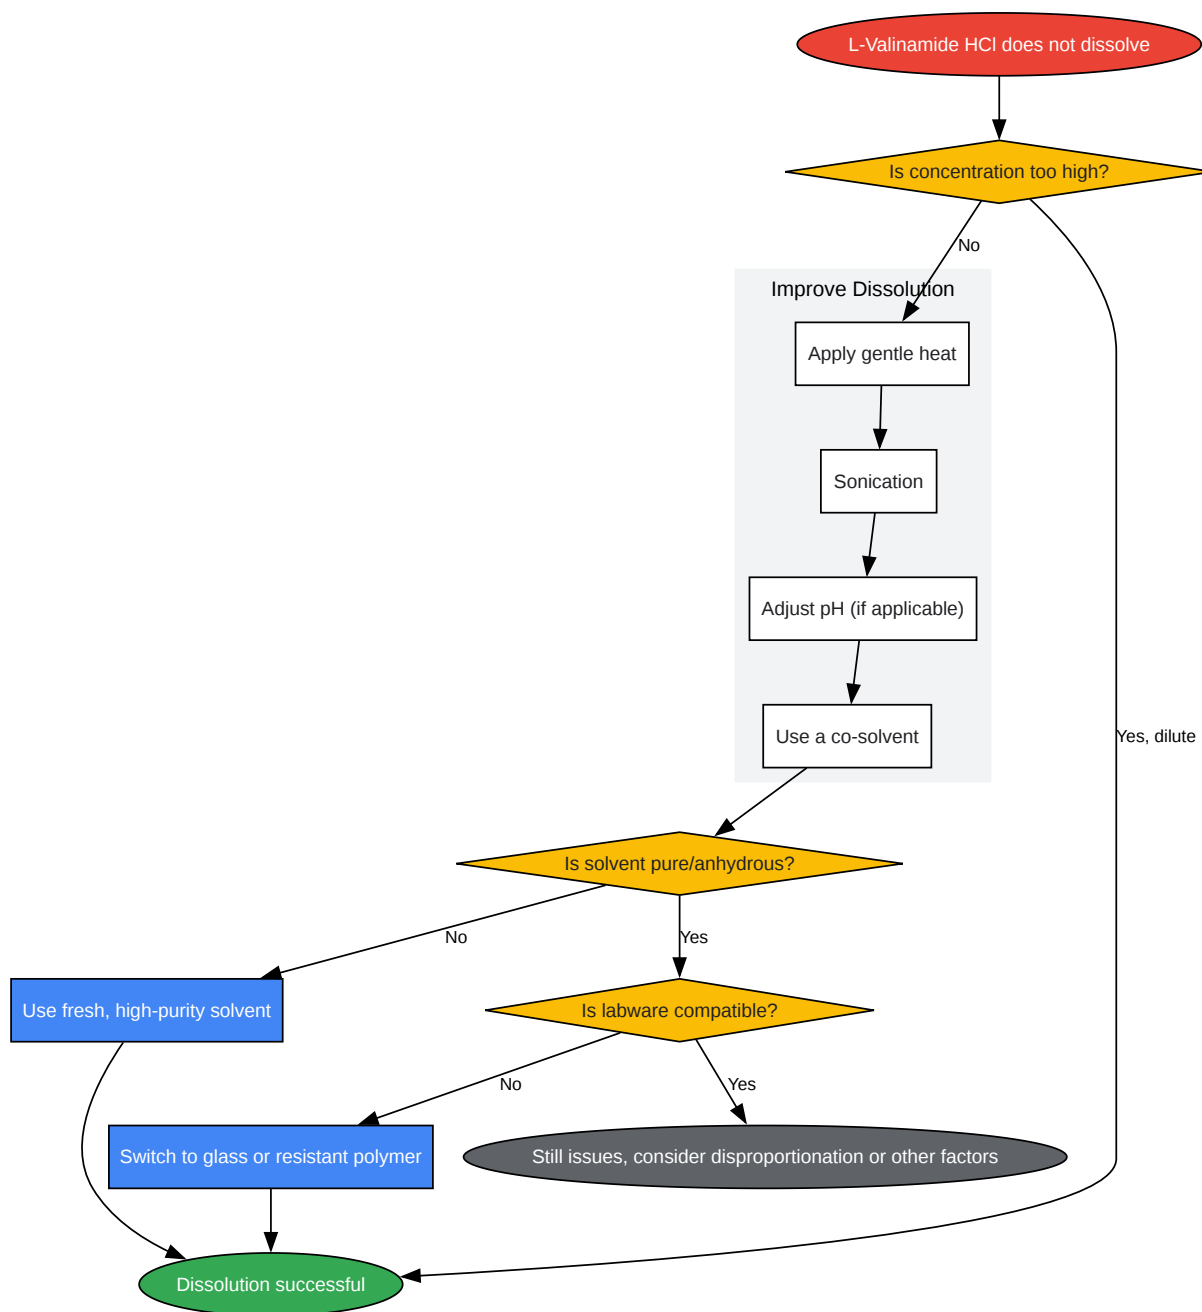 L-Valinamide HCl does not dissolve
Is concentration too high?
No
Improve Dissolution
Apply gentle heat
Sonication
Adjust pH (if applicable)
Use a co-solvent
Yes, dilute
Is solvent pure/anhydrous?
No
Yes
Use fresh, high-purity solvent
Is labware compatible?
No
Yes
Switch to glass or resistant polymer
Still issues, consider disproportionation or other factors
Dissolution successful